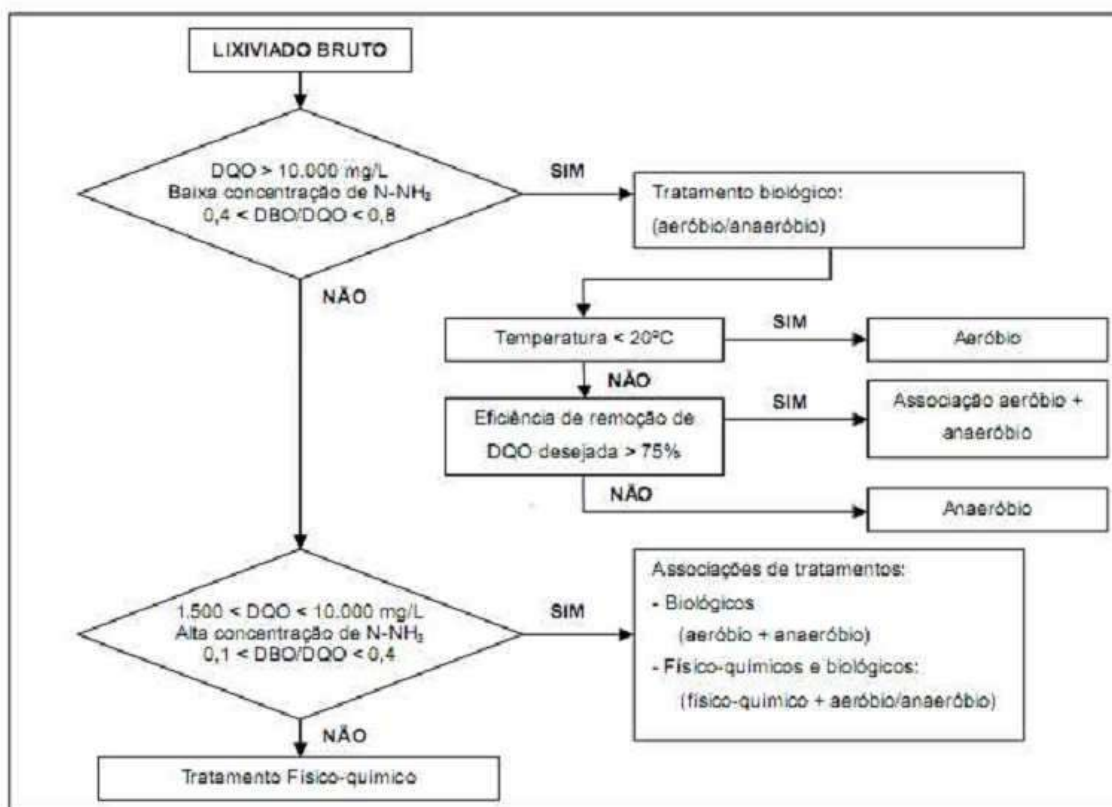 LIXIVIADO BRUTO
DQO > 10.000 mg/L
Baixa concentração de N-NH₃
0,4 < DBO/DQO < 0,8
SIM
Tratamento biológico:
(aeróbio/anaeróbio)
NÃO
Temperatura < 20ºC
SIM
Aeróbio
NÃO
Eficiência de remoção de
DQO desejada > 75%
SIM
Associação aeróbio +
anaeróbio
NÃO
Anaeróbio
1.500 < DQO < 10.000 mg/L
Alta concentração de N-NH₃
0,1 < DBO/DQO < 0,4
SIM
Associações de tratamentos:
- Biológicos
(aeróbio + anaeróbio)
- Físico-químicos e biológicos:
(físico-químico + aeróbio/anaeróbio)
NÃO
Tratamento Físico-químico